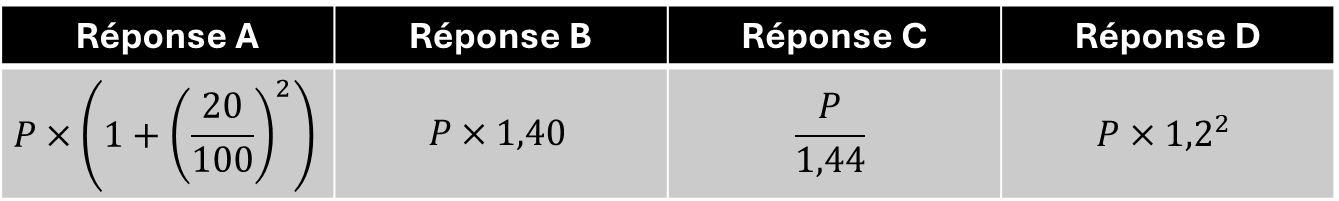 Réponse A Réponse B Réponse C Réponse D
P × (1 + (20/100)²) P × 1,40 P/1,44 P × 1,2²